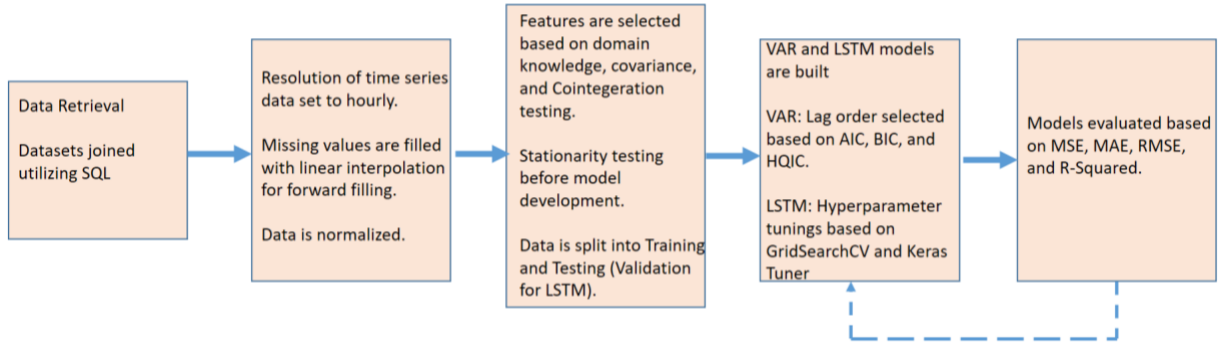 Data Retrieval
Datasets joined
utilizing SQL
Resolution of time series
data set to hourly.
Missing values are filled
with linear interpolation
for forward filling.
Data is normalized.
Features are selected
based on domain
knowledge, covariance,
and Cointegeration
testing.
Stationarity testing
before model
development.
Data is split into Training
and Testing (Validation
for LSTM).
VAR and LSTM models
are built
VAR: Lag order selected
based on AIC, BIC, and
HQIC.
LSTM: Hyperparameter
tunings based on
GridSearchCV and Keras
Tuner
Models evaluated based
on MSE, MAE, RMSE,
and R-Squared.